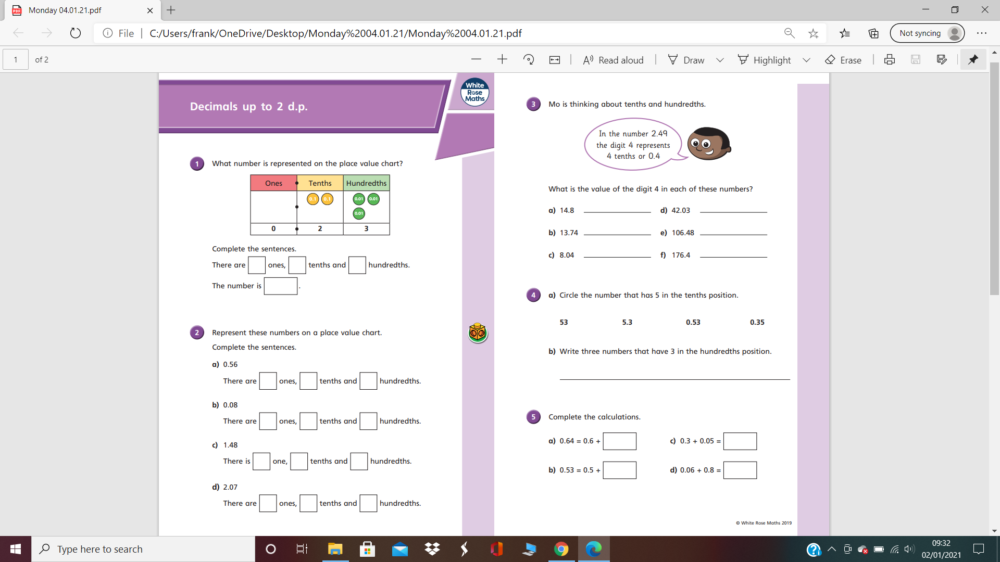 Monday 04.01.21.pdf
File
C:/Users/frank/OneDrive/Desktop/Monday%2004.01.21/Monday%2004.01.21.pdf
Not syncing
1 of 2
Read aloud
Draw
Highlight
Erase
Decimals up to 2 d.p.
White
Rose
Maths
1 What number is represented on the place value chart?
Ones Tenths Hundredths
0.1 0.1 0.01 0.01
0.01
0 2 3
Complete the sentences.
There are ones, tenths and hundredths.
The number is .
2 Represent these numbers on a place value chart.
Complete the sentences.
a) 0.56
There are ones, tenths and hundredths.
b) 0.08
There are ones, tenths and hundredths.
c) 1.48
There is one, tenths and hundredths.
d) 2.07
There are ones, tenths and hundredths.
3 Mo is thinking about tenths and hundredths.
In the number 2.49
the digit 4 represents
4 tenths or 0.4
What is the value of the digit 4 in each of these numbers?
a) 14.8 d) 42.03
b) 13.74 e) 106.48
c) 8.04 f) 176.4
4 a) Circle the number that has 5 in the tenths position.
53 5.3 0.53 0.35
b) Write three numbers that have 3 in the hundredths position.
5 Complete the calculations.
a) 0.64 = 0.6 + c) 0.3 + 0.05 =
b) 0.53 = 0.5 + d) 0.06 + 0.8 =
© White Rose Maths 2019
Type here to search
09:32
02/01/2021